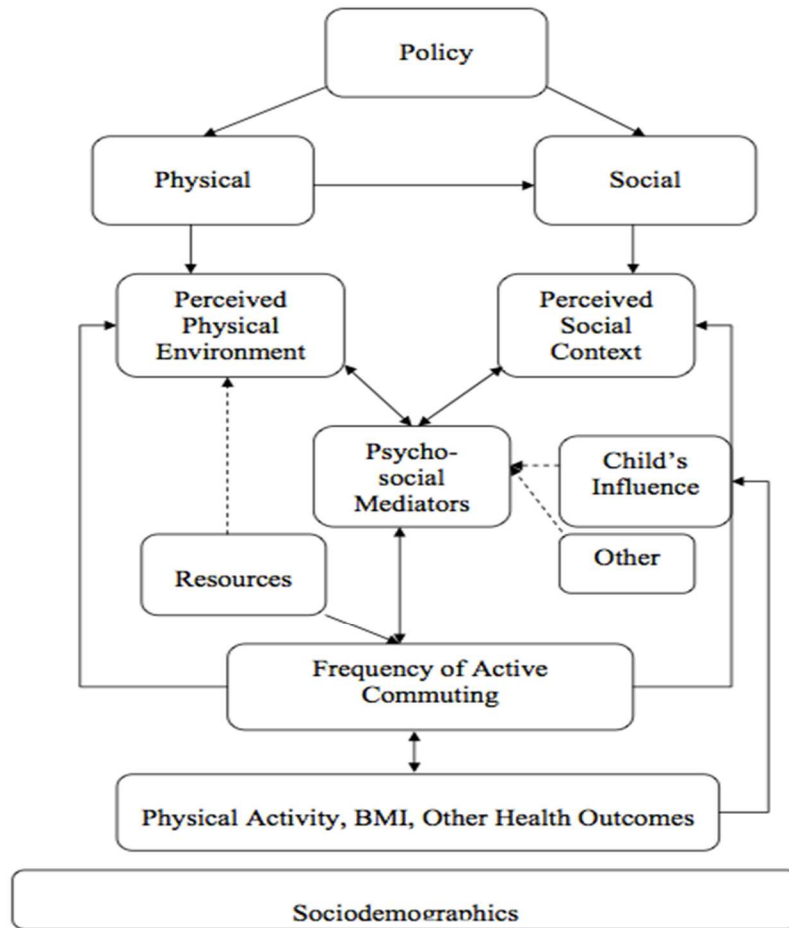 Policy
Physical
Social
Perceived
Physical
Environment
Perceived
Social
Context
Psycho-
social
Mediators
Child's
Influence
Other
Resources
Frequency of Active
Commuting
Physical Activity, BMI, Other Health Outcomes
Sociodemographics